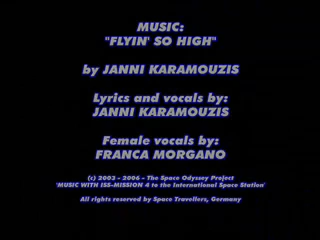 MUSIC:
"FLYIN' SO HIGH"
by JANNI KARAMOUZIS
Lyrics and vocals by:
JANNI KARAMOUZIS
Female vocals by:
FRANCA MORGANO
(c) 2003 - 2006 - The Space Odyssey Project
'MUSIC WITH ISS-MISSION 4 to the International Space Station'
All rights reserved by Space Travellers, Germany